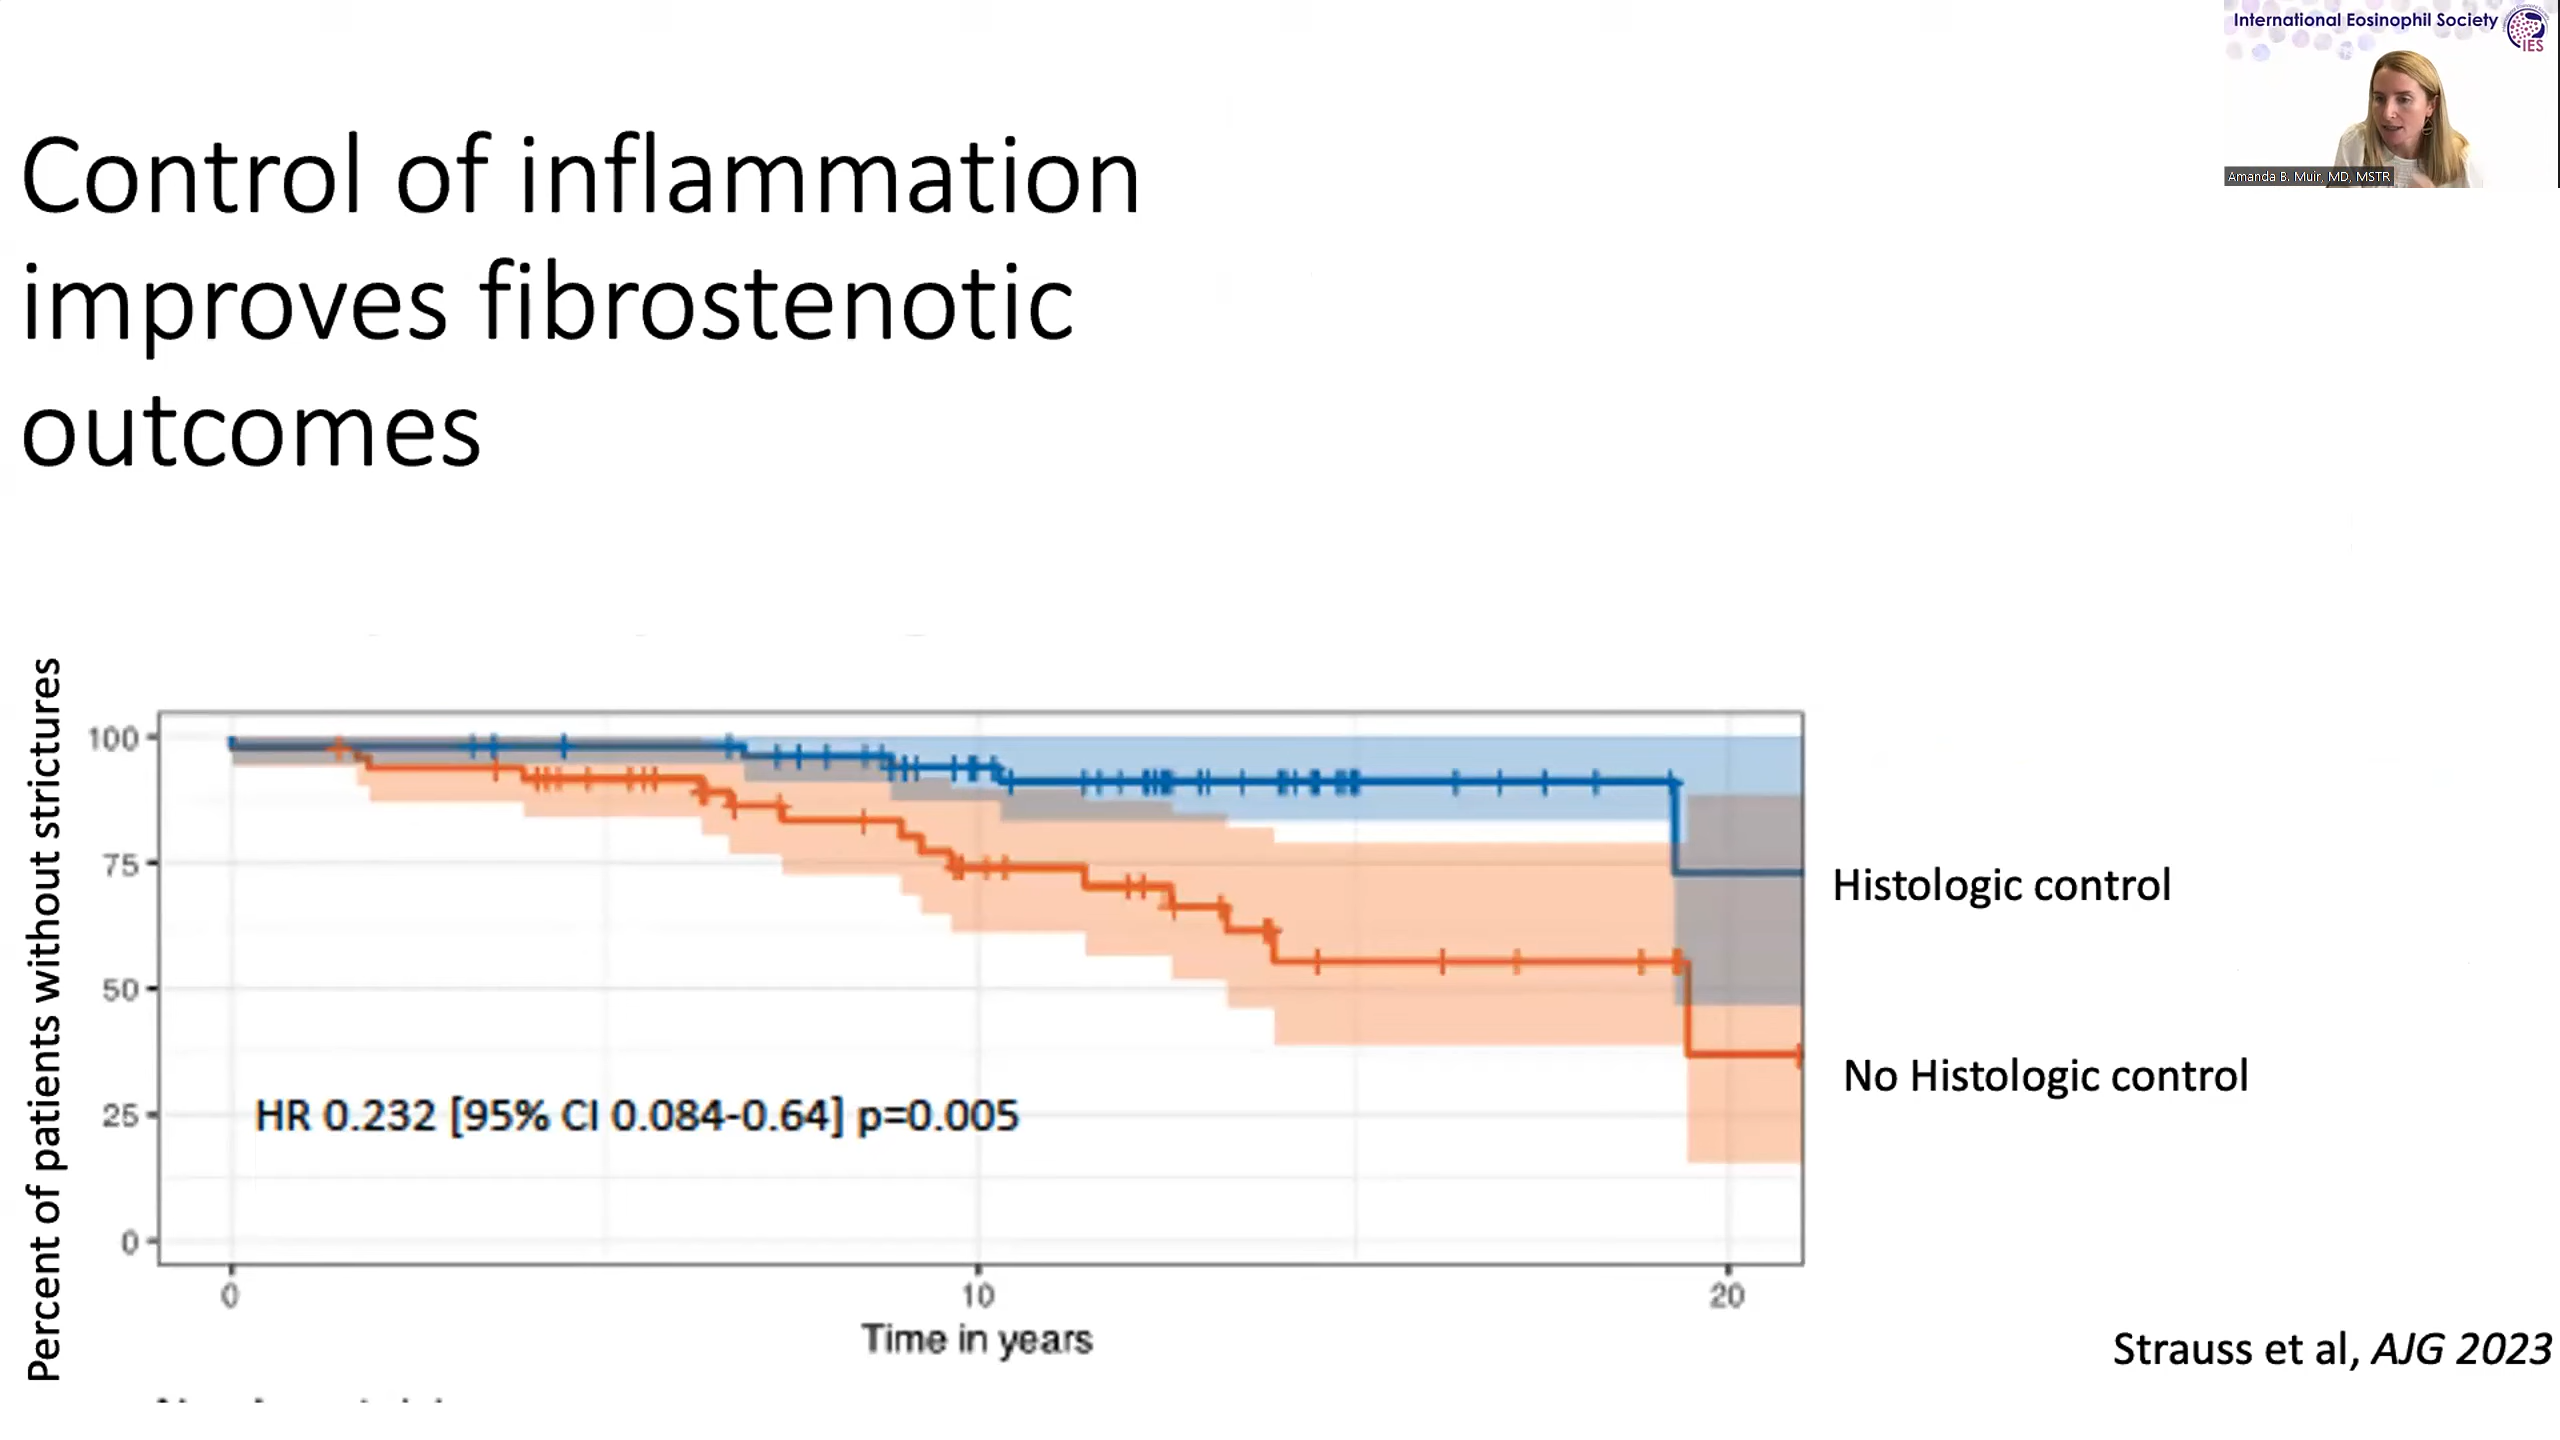 International Eosinophil Society
IES
Amanda B. Muir, MD, MSTR
Control of inflammation
improves fibrostenotic
outcomes
Percent of patients without strictures
100
75
50
25
0
HR 0.232 [95% CI 0.084-0.64] p=0.005
Histologic control
No Histologic control
0
10
20
Time in years
Strauss et al, AJG 2023